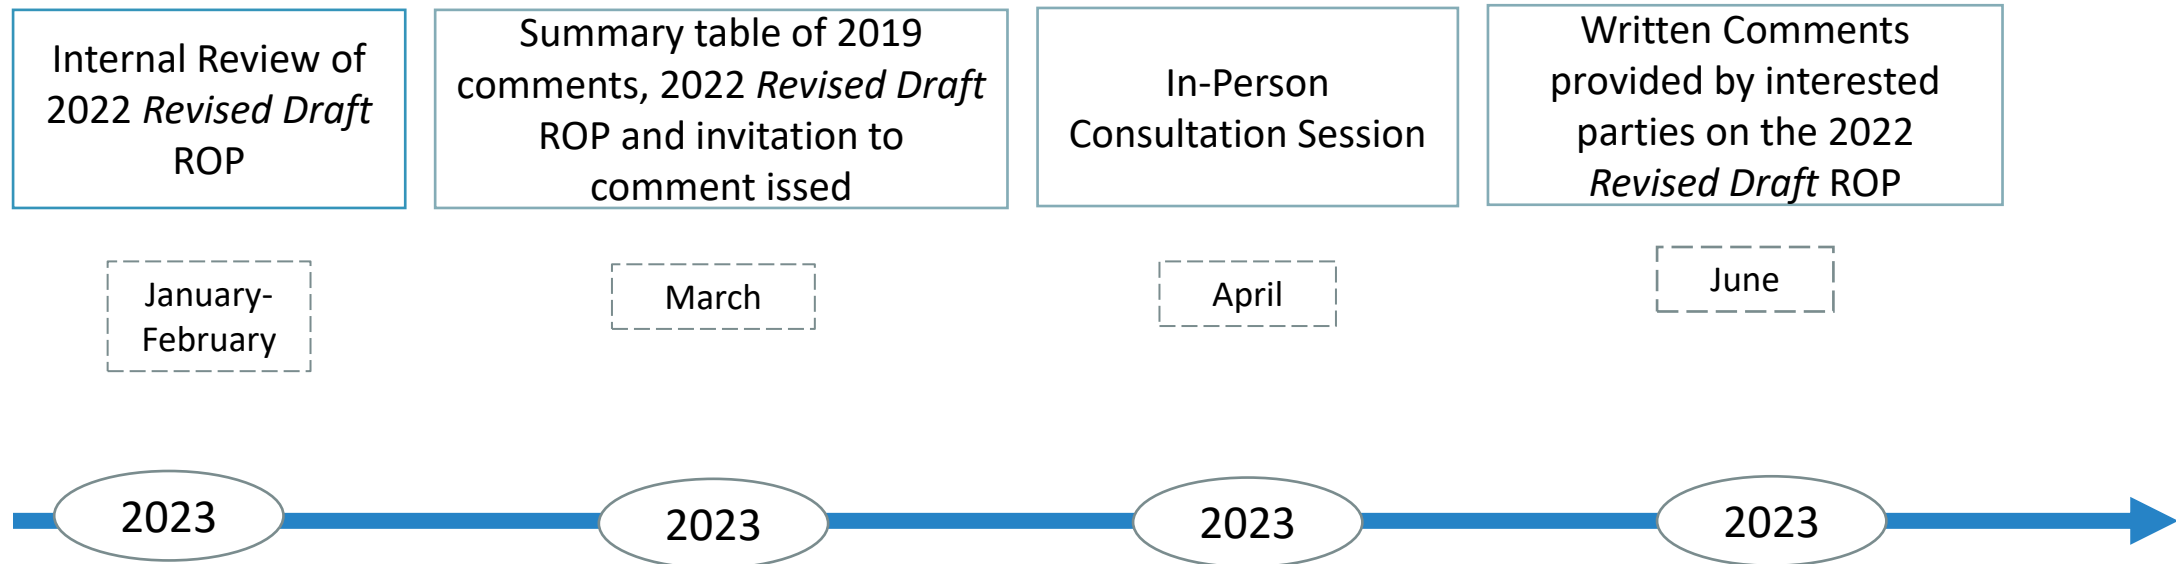 Internal Review of
2022 Revised Draft
ROP
Summary table of 2019
comments, 2022 Revised Draft
ROP and invitation to
comment issed
In-Person
Consultation Session
Written Comments
provided by interested
parties on the 2022
Revised Draft ROP
January-
February
March
April
June
2023
2023
2023
2023